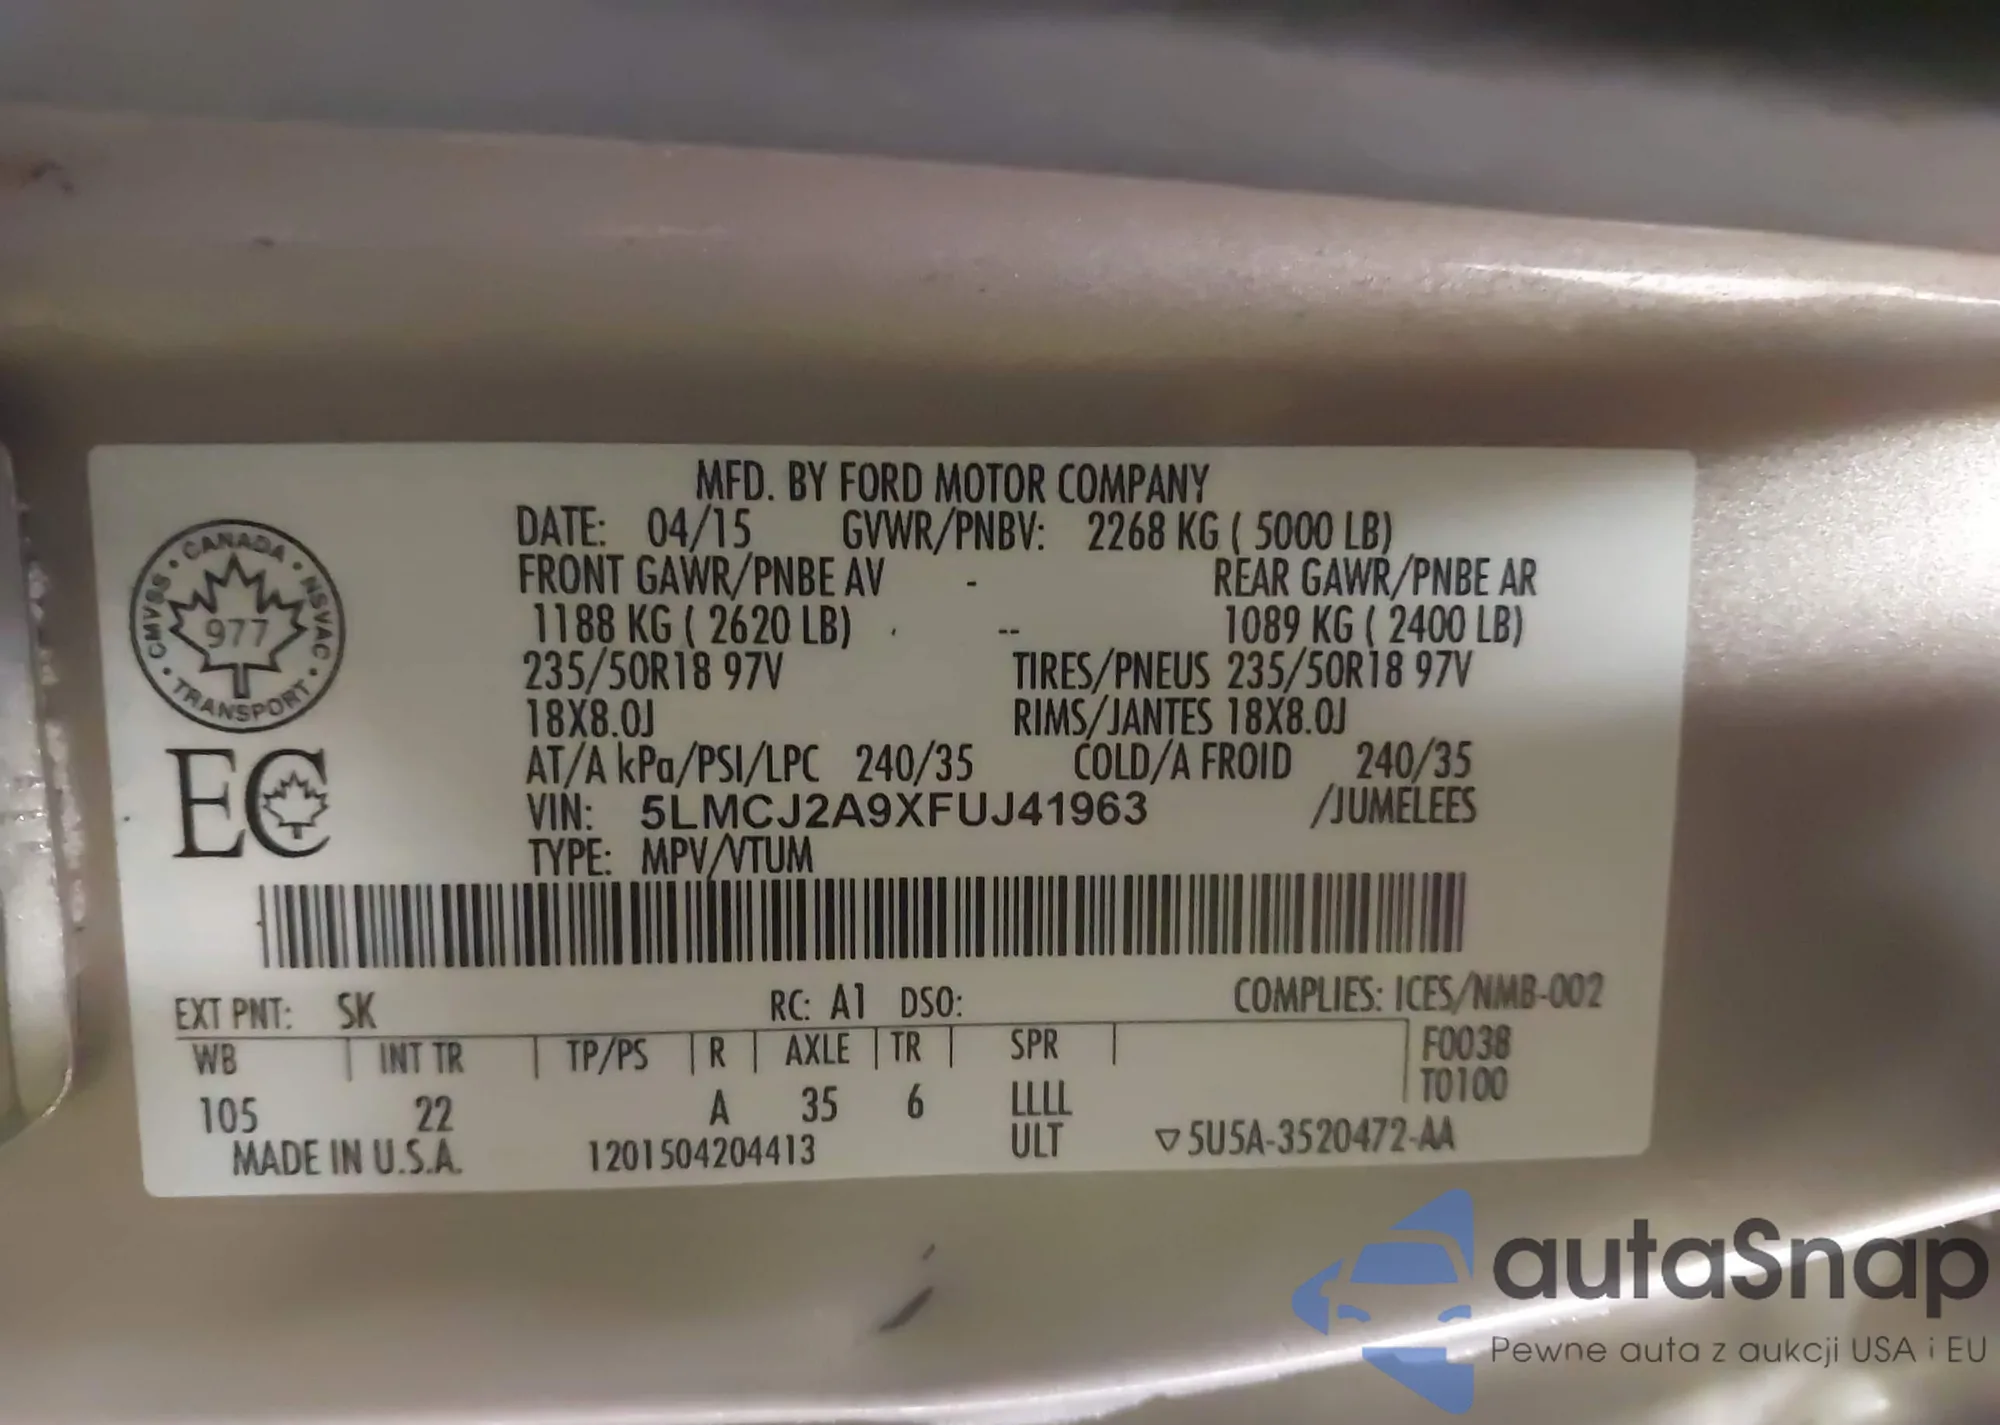 MFD. BY FORD MOTOR COMPANY
DATE: 04/15 GVWR/PNBV: 2268 KG ( 5000 LB)
FRONT GAWR/PNBE AV - REAR GAWR/PNBE AR
1188 KG ( 2620 LB) -- 1089 KG ( 2400 LB)
235/50R18 97V TIRES/PNEUS 235/50R18 97V
18X8.0J RIMS/JANTES 18X8.0J
AT/A kPa/PSI/LPC 240/35 COLD/A FROID 240/35
VIN: 5LMCJ2A9XFUJ41963 /JUMELEES
TYPE: MPV/VTUM
CANADA
CMVSS · NSVAC
977
TRANSPORT
EC
EXT PNT: SK RC: A1 DSO: COMPLIES: ICES/NMB-002
WB INT TR TP/PS R AXLE TR SPR F0038
T0100
105 22 A 35 6 LLLL
ULT ▽5U5A-3520472-AA
MADE IN U.S.A. 1201504204413
autaSnap
Pewne auta z aukcji USA i EU